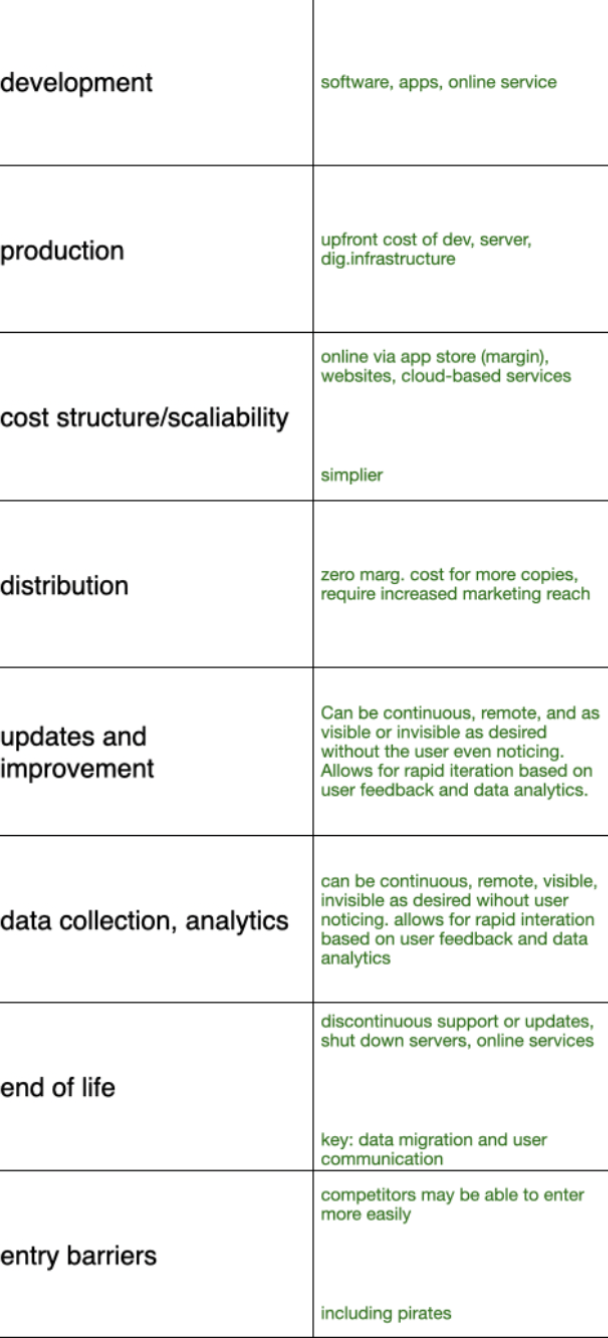 development
software, apps, online service
production
upfront cost of dev, server,
dig.infrastructure
cost structure/scaliability
online via app store (margin),
websites, cloud-based services
simplier
distribution
zero marg. cost for more copies,
require increased marketing reach
updates and
improvement
Can be continuous, remote, and as
visible or invisible as desired
without the user even noticing.
Allows for rapid iteration based on
user feedback and data analytics.
data collection, analytics
can be continuous, remote, visible,
invisible as desired wihout user
noticing. allows for rapid interation
based on user feedback and data
analytics
end of life
discontinuous support or updates,
shut down servers, online services
key: data migration and user
communication
entry barriers
competitors may be able to enter
more easily
including pirates